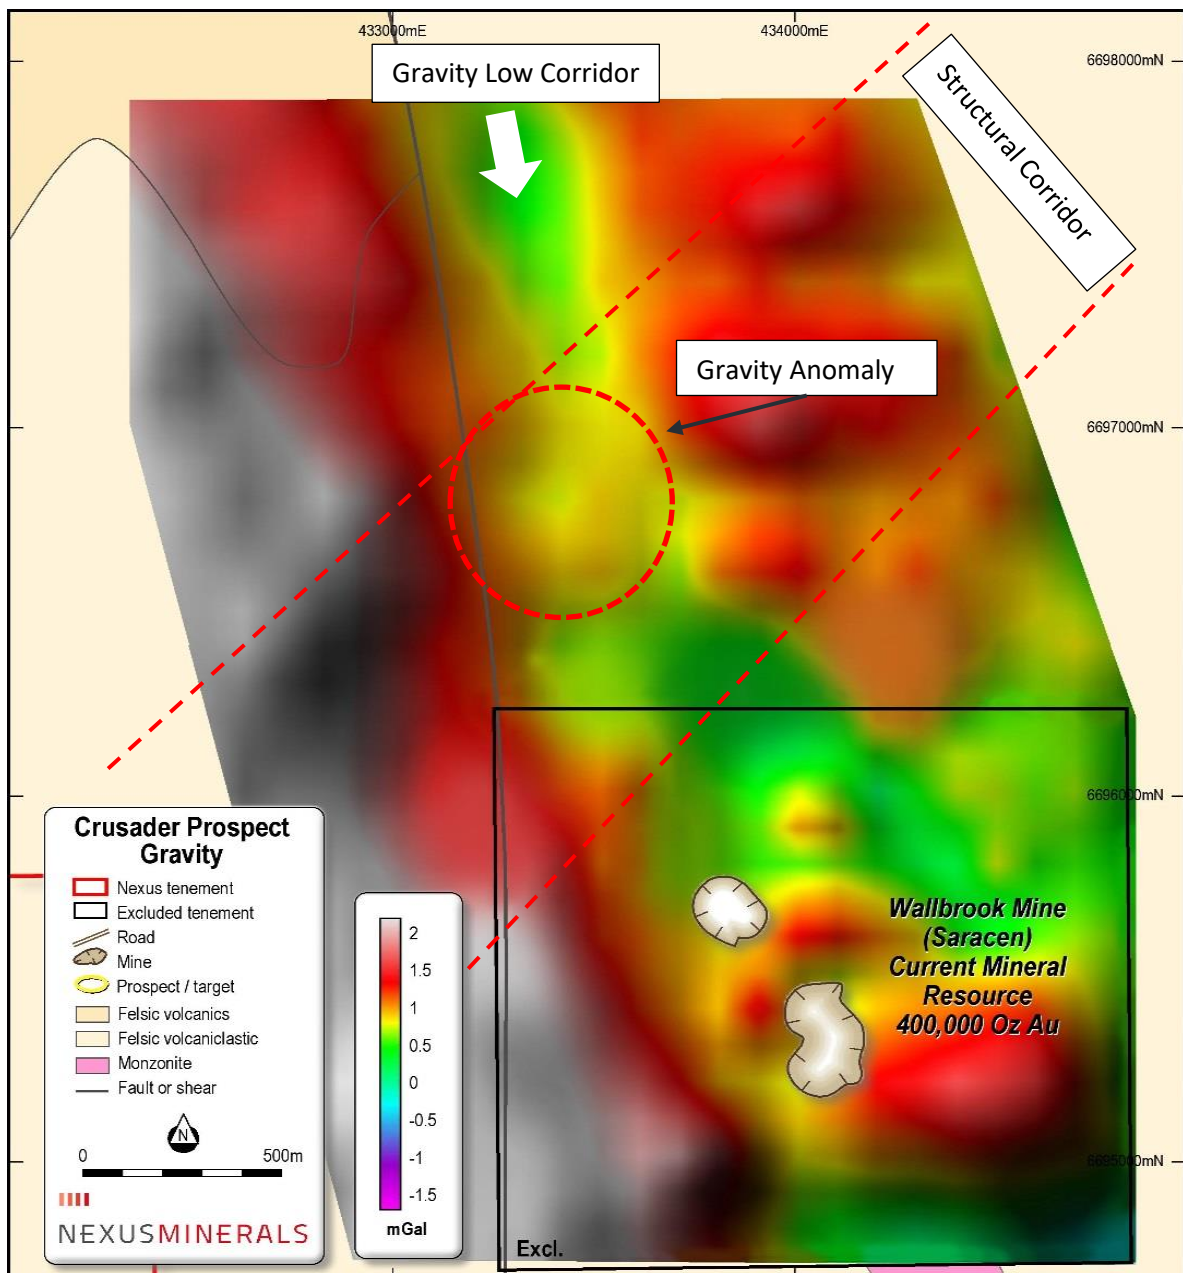 433000mE
434000mE
6698000mN
Gravity Low Corridor
Structural Corridor
Gravity Anomaly
6697000mN
6696000mN
Crusader Prospect
Gravity
Nexus tenement
Excluded tenement
Road
Mine
Prospect / target
Felsic volcanics
Felsic volcaniclastic
Monzonite
Fault or shear
N
0
500m
NEXUSMINERALS
2
1.5
1
0.5
0
-0.5
-1
-1.5
mGal
Wallbrook Mine
(Saracen)
Current Mineral
Resource
400,000 Oz Au
6695000mN
Excl.